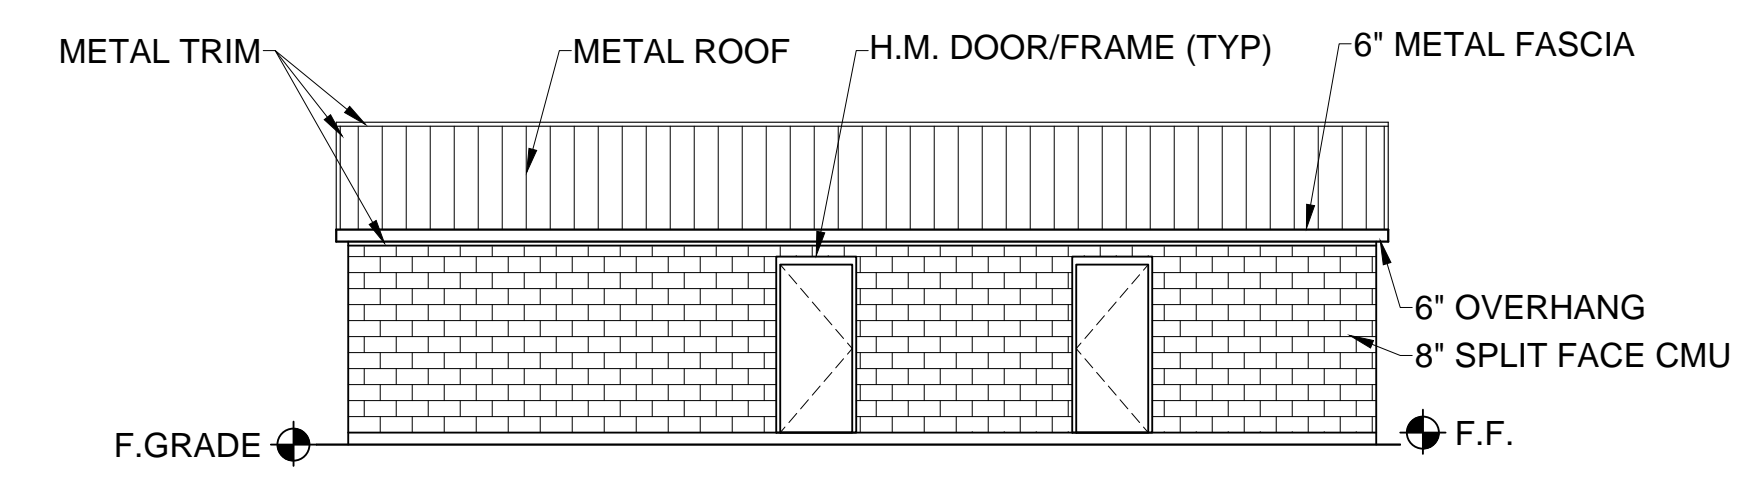 METAL TRIM
METAL ROOF
H.M. DOOR/FRAME (TYP)
6" METAL FASCIA
6" OVERHANG
8" SPLIT FACE CMU
F.GRADE
F.F.